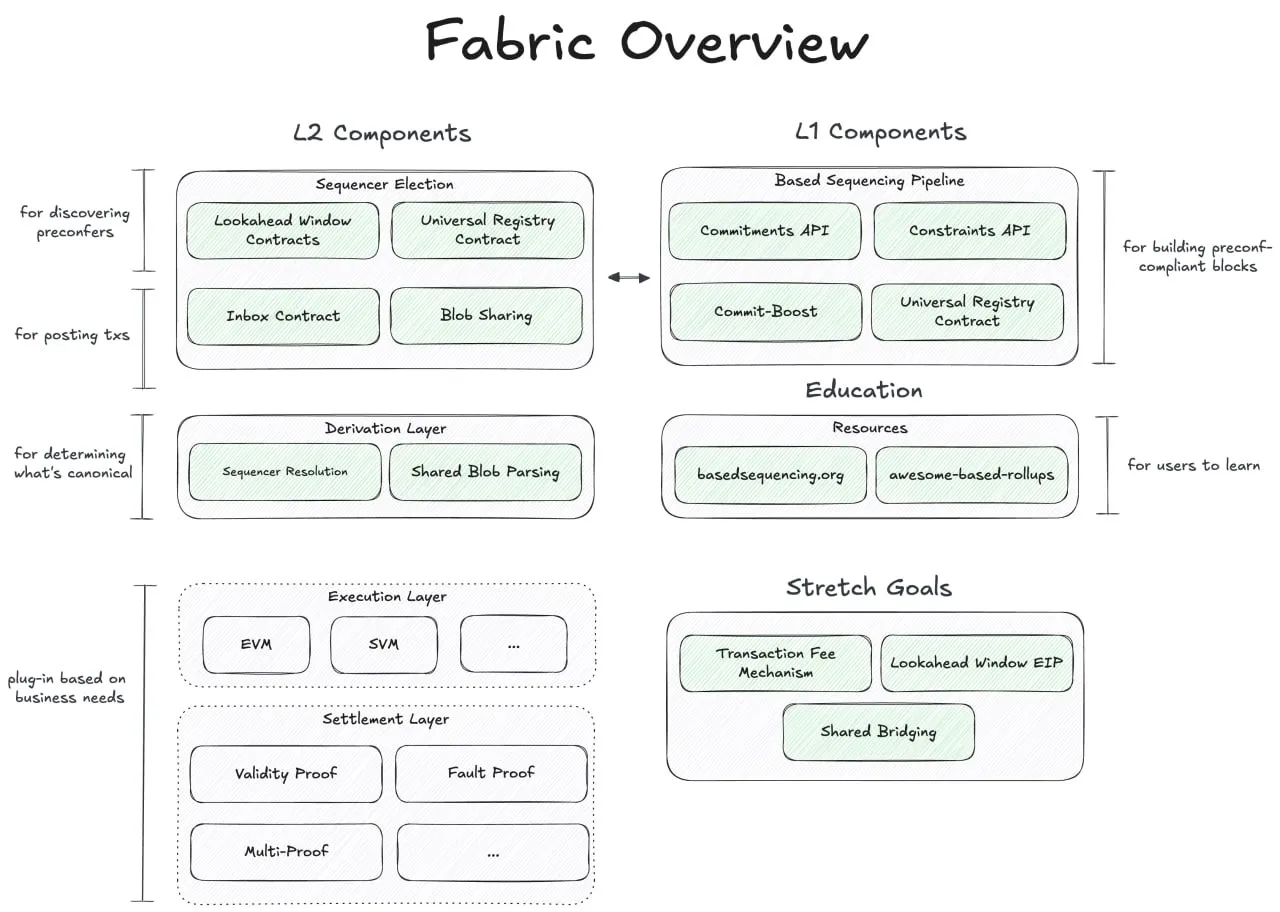 Fabric Overview
L2 Components
for discovering
preconfers
for posting txs
Sequencer Election
Lookahead Window
Contracts
Universal Registry
Contract
Inbox Contract
Blob Sharing
for determining
what's canonical
Derivation Layer
Sequencer Resolution
Shared Blob Parsing
plug-in based on
business needs
Execution Layer
EVM
SVM
...
Settlement Layer
Validity Proof
Fault Proof
Multi-Proof
...
L1 Components
Based Sequencing Pipeline
Commitments API
Constraints API
Commit-Boost
Universal Registry
Contract
for building preconf-
compliant blocks
Education
Resources
basedsequencing.org
awesome-based-rollups
for users to learn
Stretch Goals
Transaction Fee
Mechanism
Lookahead Window EIP
Shared Bridging